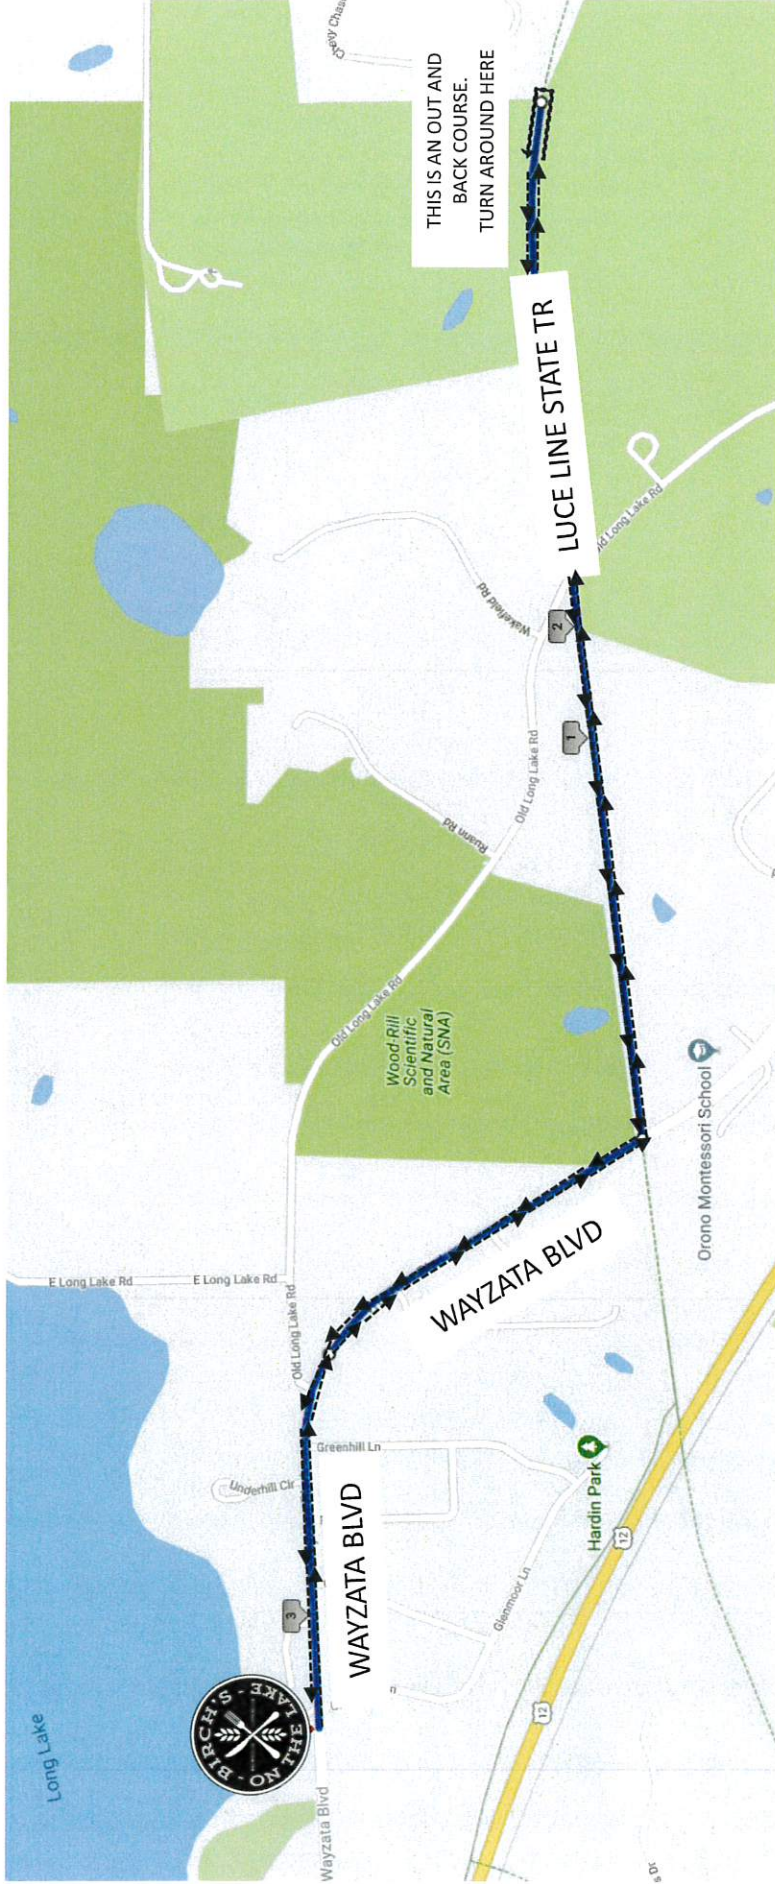 Long Lake
BIRCH'S
ON THE LAKE
Wayzata Blvd
3
WAYZATA BLVD
Underhill Cir
Greenhill Ln
Glenmoor Ln
Hardin Park
12
12
E Long Lake Rd
E Long Lake Rd
Old Long Lake Rd
WAYZATA BLVD
Orono Montessori School
Wood-Rill
Scientific
and Natural
Area (SNA)
Old Long Lake Rd
Ruann Rd
Old Long Lake Rd
1
2
Wakefield Rd
LUCE LINE STATE TR
Old Long Lake Rd
THIS IS AN OUT AND
BACK COURSE.
TURN AROUND HERE